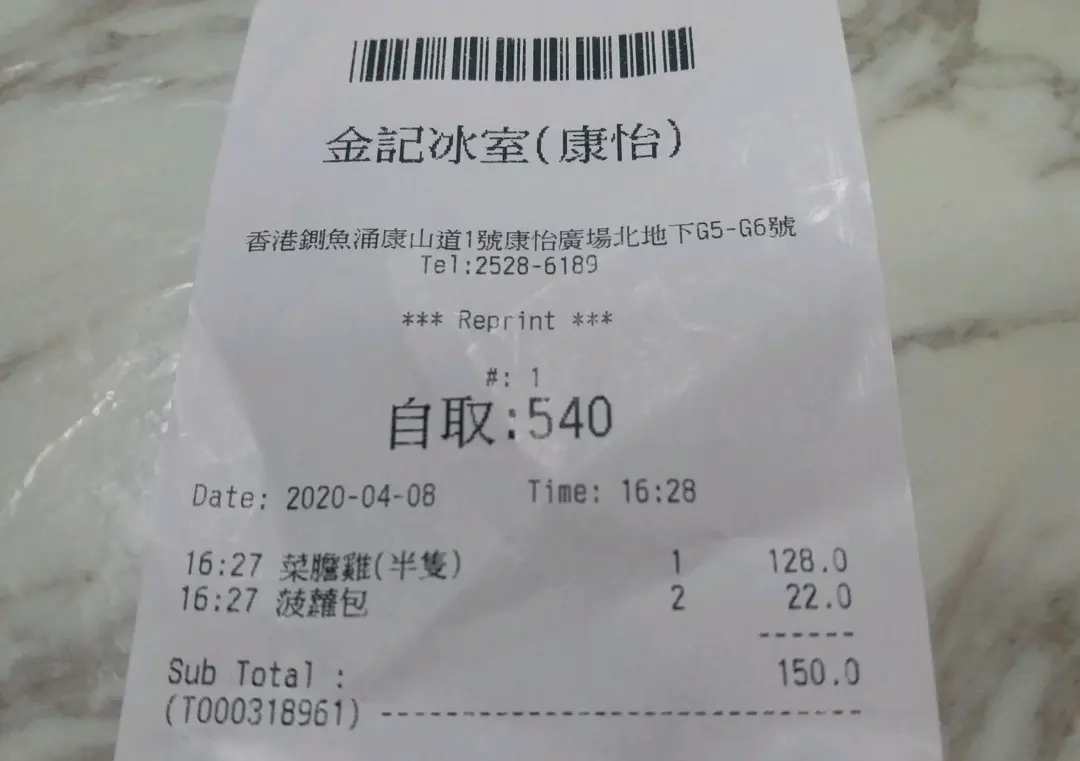 金記冰室(康怡)
香港鰂魚涌康山道1號康怡廣場北地下G5-G6號
Tel:2528-6189
*** Reprint ***
#: 1
自取:540
Date: 2020-04-08 Time: 16:28
16:27 菜膽雞(半隻) 1 128.0
16:27 菠蘿包 2 22.0
------
Sub Total : 150.0
(T000318961) --------------------------------